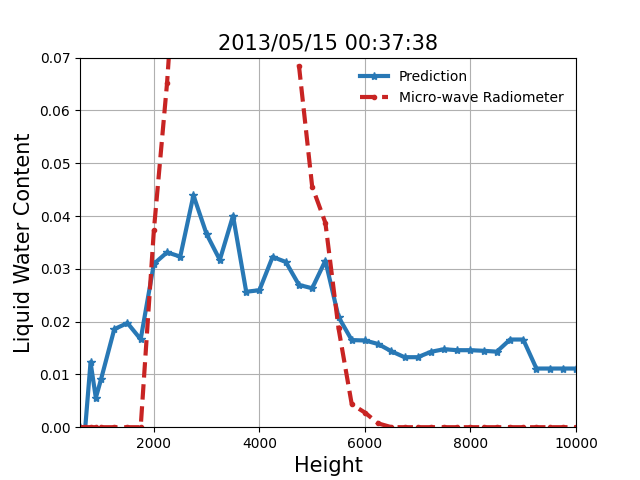 2013/05/15 00:37:38
0.07
0.06
0.05
0.04
0.03
0.02
0.01
0.00
Liquid Water Content
Prediction
Micro-wave Radiometer
2000 4000 6000 8000 10000
Height